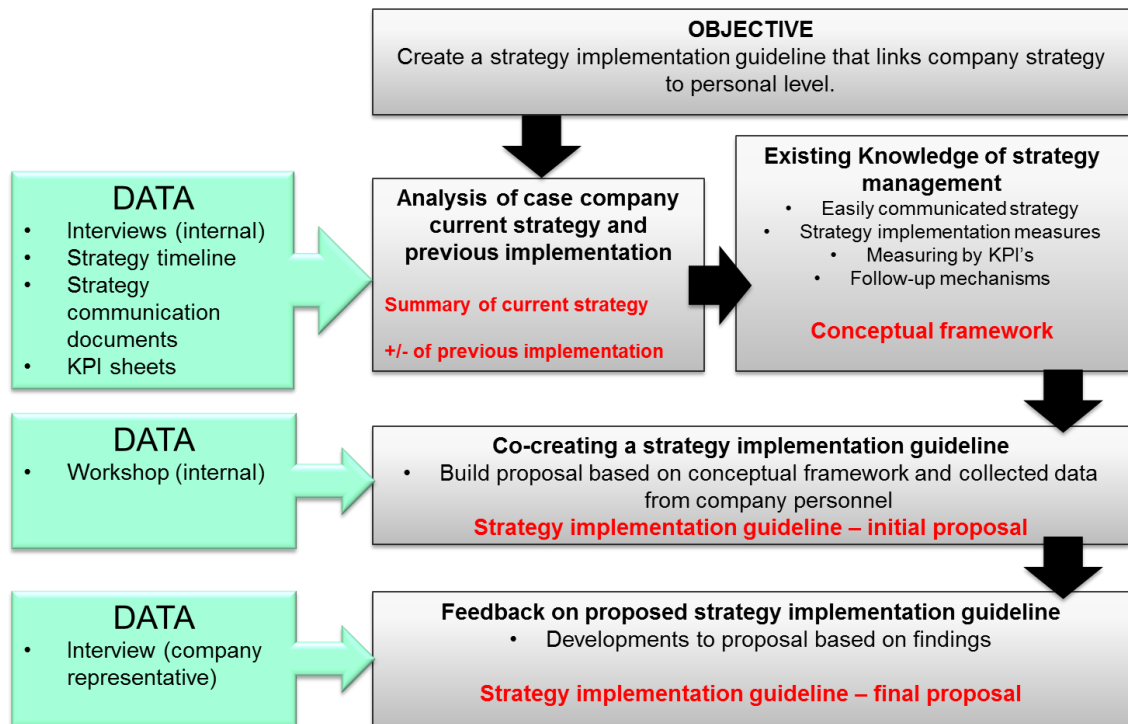 OBJECTIVE
Create a strategy implementation guideline that links company strategy
to personal level.
DATA
• Interviews (internal)
• Strategy timeline
• Strategy
communication
documents
• KPI sheets
Analysis of case company
current strategy and
previous implementation
Summary of current strategy
+/- of previous implementation
Existing Knowledge of strategy
management
• Easily communicated strategy
• Strategy implementation measures
• Measuring by KPI's
• Follow-up mechanisms
Conceptual framework
DATA
• Workshop (internal)
Co-creating a strategy implementation guideline
• Build proposal based on conceptual framework and collected data
from company personnel
Strategy implementation guideline – initial proposal
DATA
• Interview (company
representative)
Feedback on proposed strategy implementation guideline
• Developments to proposal based on findings
Strategy implementation guideline – final proposal